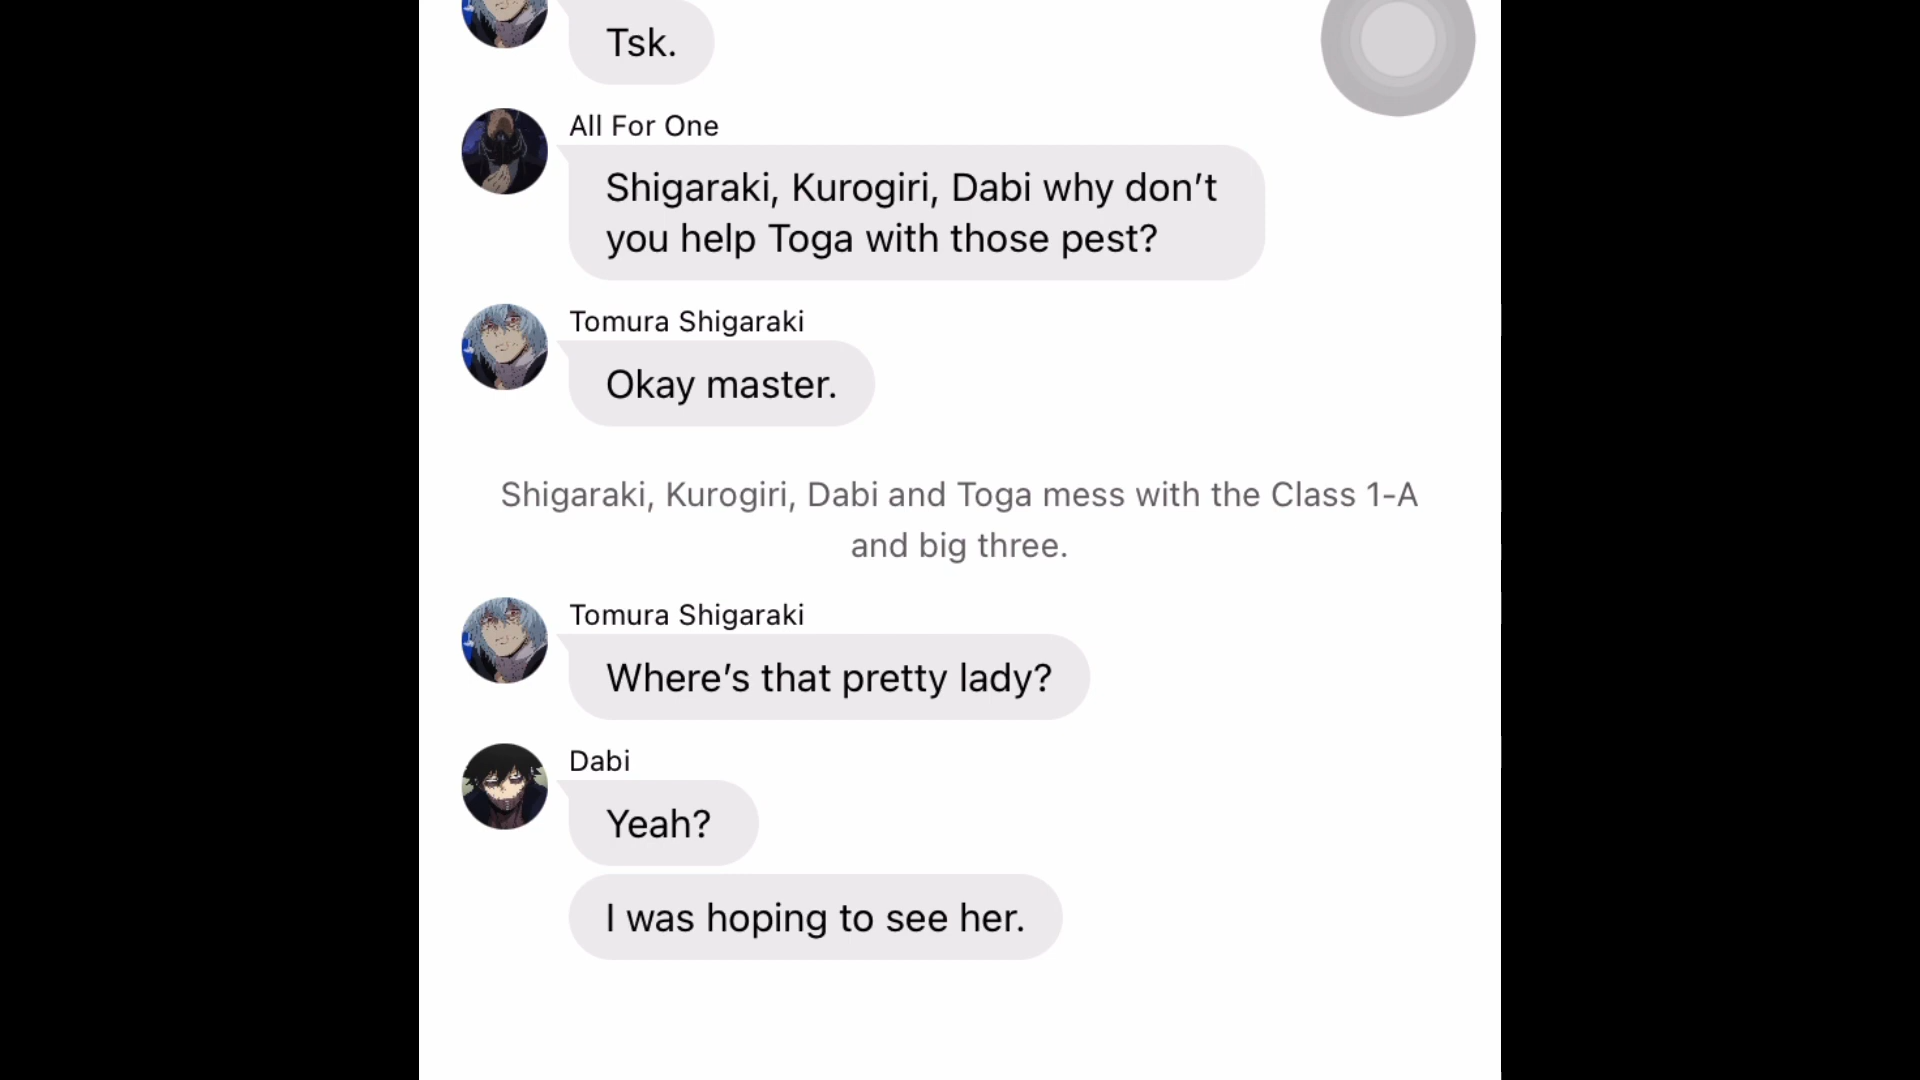 Tsk.
All For One
Shigaraki, Kurogiri, Dabi why don’t
you help Toga with those pest?
Tomura Shigaraki
Okay master.
Shigaraki, Kurogiri, Dabi and Toga mess with the Class 1-A
and big three.
Tomura Shigaraki
Where’s that pretty lady?
Dabi
Yeah?
I was hoping to see her.